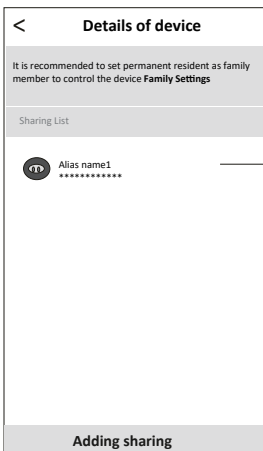 < Details of device
It is recommended to set permanent resident as family
member to control the device Family Settings
Sharing List
Alias name1
************
Adding sharing